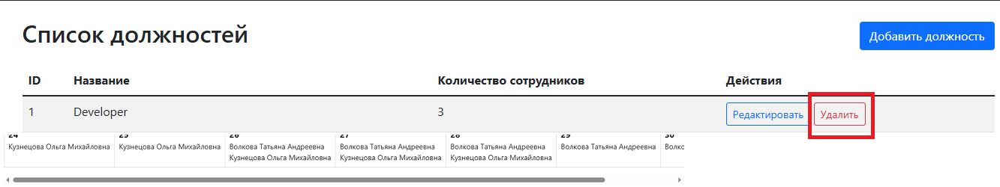 Список должностей
Добавить должность
ID Название Количество сотрудников Действия
1 Developer 3 Редактировать Удалить
24 25 26 27 28 29 30
Кузнецова Ольга Михайловна Кузнецова Ольга Михайловна Волкова Татьяна Андреевна Волкова Татьяна Андреевна Волкова Татьяна Андреевна Волкова Татьяна Андреевна Волкова
Кузнецова Ольга Михайловна Кузнецова Ольга Михайловна Кузнецова Ольга Михайловна